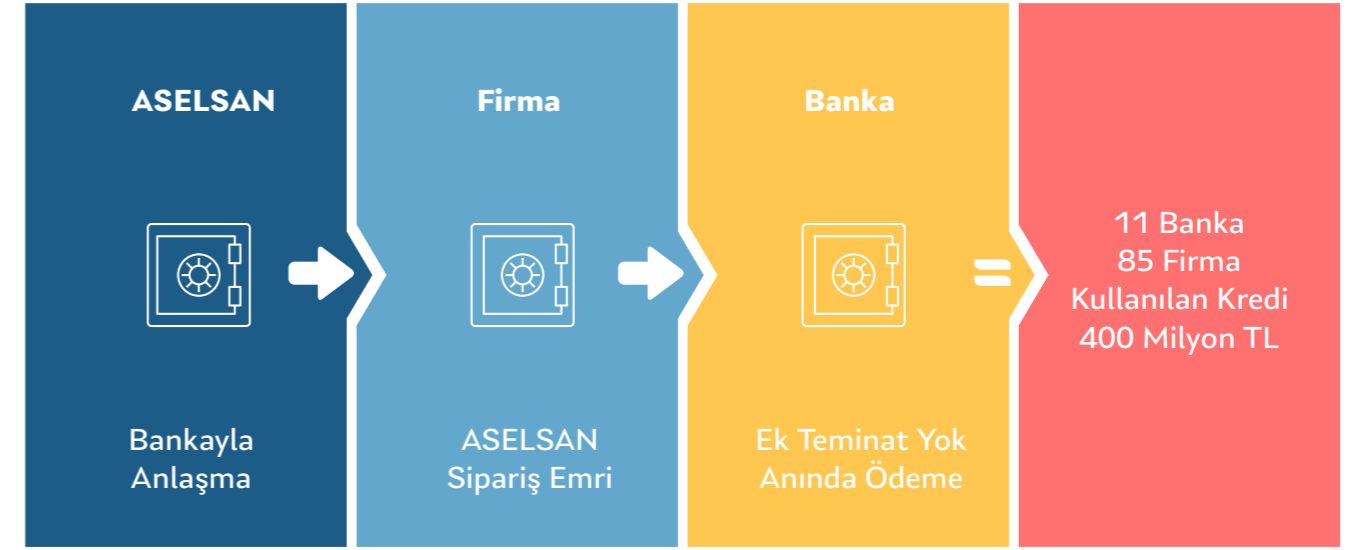 ASELSAN
Bankayla
Anlaşma
Firma
ASELSAN
Sipariş Emri
Banka
Ek Teminat Yok
Anında Ödeme
11 Banka
85 Firma
Kullanılan Kredi
400 Milyon TL